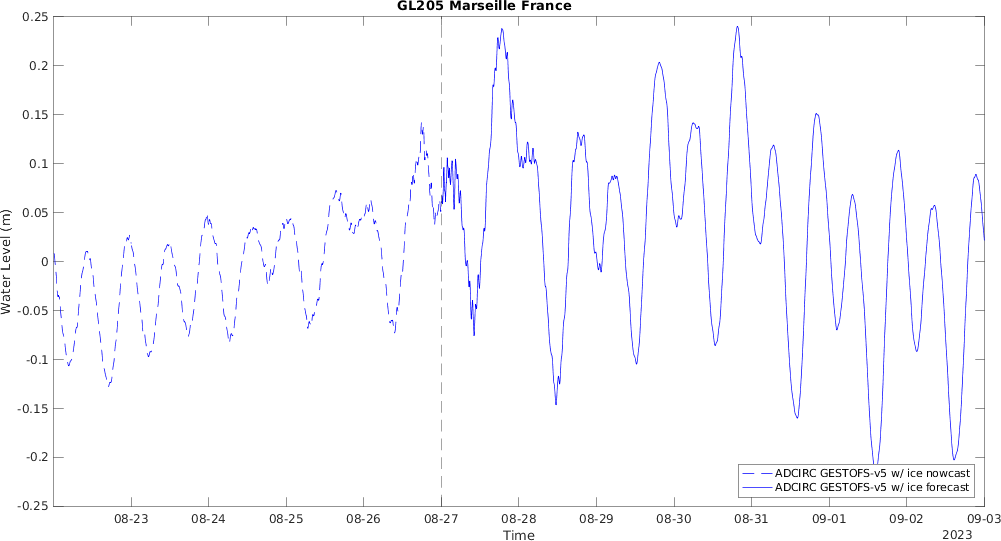 GL205 Marseille France
0.25
0.2
0.15
0.1
0.05
0
-0.05
-0.1
-0.15
-0.2
-0.25
Water Level (m)
ADCIRC GESTOFS-v5 w/ ice nowcast
ADCIRC GESTOFS-v5 w/ ice forecast
08-23 08-24 08-25 08-26 08-27 08-28 08-29 08-30 08-31 09-01 09-02 09-03
Time
2023